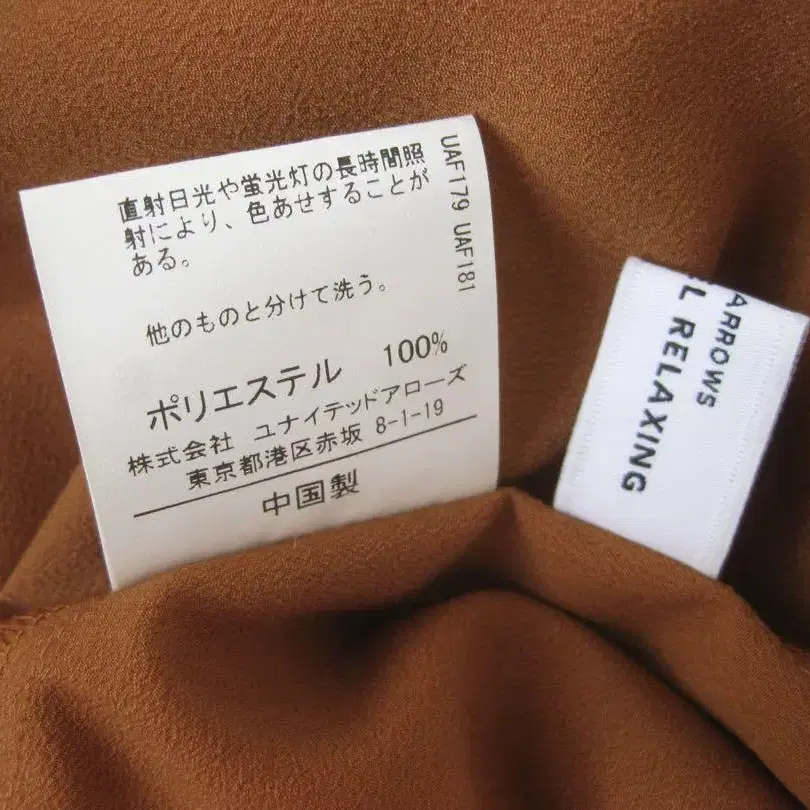 直射日光や蛍光灯の長時間照
射により、色あせすることが
ある。
他のものと分けて洗う。
ポリエステル 100%
株式会社 ユナイテッドアローズ
東京都港区赤坂 8-1-19
中国製
UAF179 UAF181
ARROWS
RELAXING